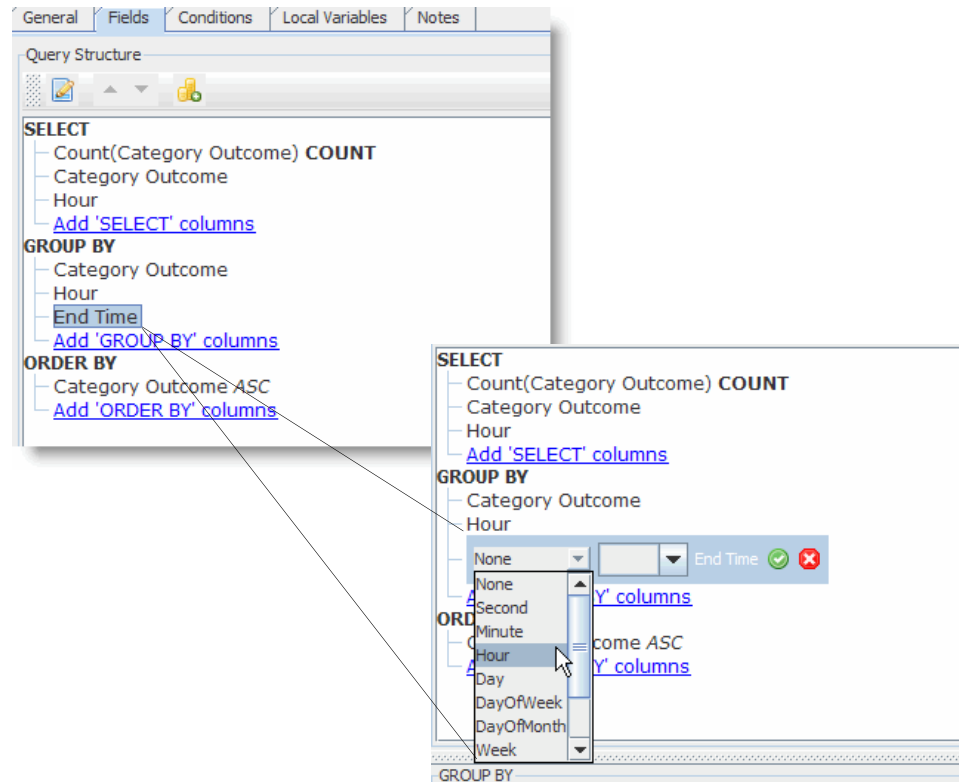 General Fields Conditions Local Variables Notes
Query Structure
SELECT
Count(Category Outcome) COUNT
Category Outcome
Hour
Add 'SELECT' columns
GROUP BY
Category Outcome
Hour
End Time
Add 'GROUP BY' columns
ORDER BY
Category Outcome ASC
Add 'ORDER BY' columns
SELECT
Count(Category Outcome) COUNT
Category Outcome
Hour
Add 'SELECT' columns
GROUP BY
Category Outcome
Hour
None End Time
None
Y' columns
Second
ORD
Minute
come ASC
Hour
Y' columns
Day
DayOfWeek
DayOfMonth
Week
GROUP BY